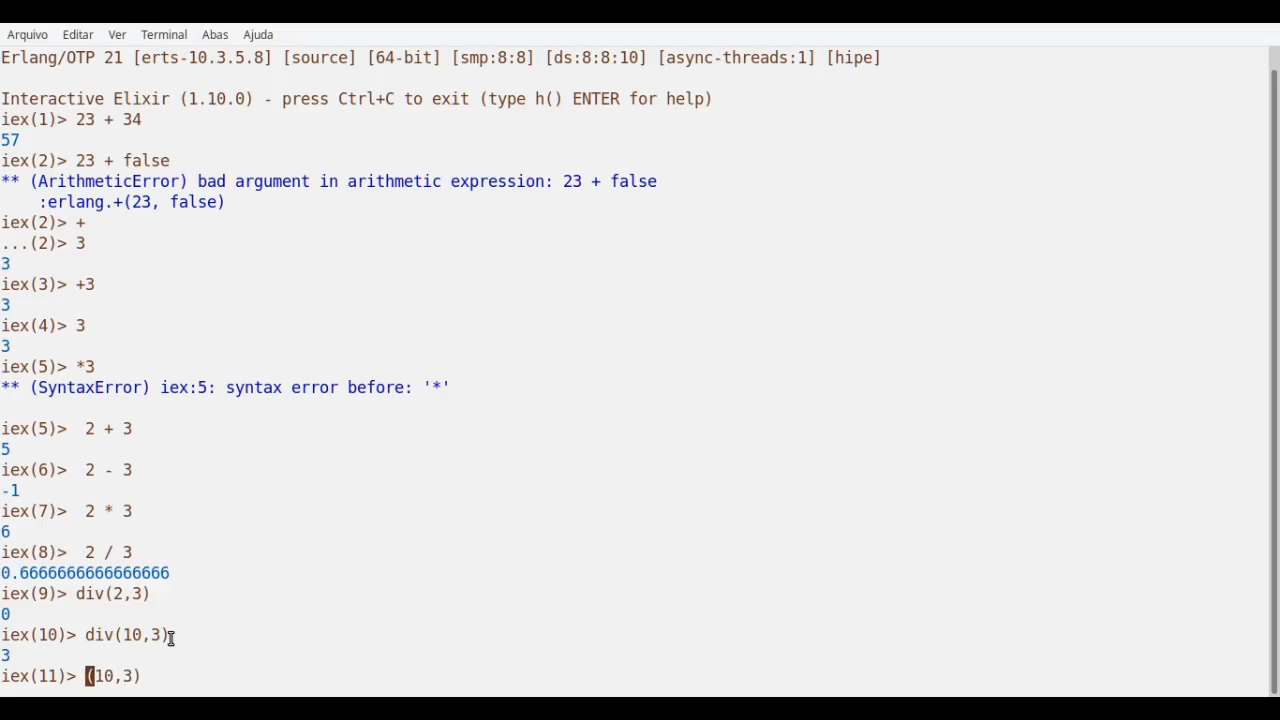 Arquivo Editar Ver Terminal Abas Ajuda
Erlang/OTP 21 [erts-10.3.5.8] [source] [64-bit] [smp:8:8] [ds:8:8:10] [async-threads:1] [hipe]
Interactive Elixir (1.10.0) - press Ctrl+C to exit (type h() ENTER for help)
iex(1)> 23 + 34
57
iex(2)> 23 + false
** (ArithmeticError) bad argument in arithmetic expression: 23 + false
    :erlang.+(23, false)
iex(2)> +
...(2)> 3
3
iex(3)> +3
3
iex(4)> 3
3
iex(5)> *3
** (SyntaxError) iex:5: syntax error before: '*'
iex(5)>  2 + 3
5
iex(6)>  2 - 3
-1
iex(7)>  2 * 3
6
iex(8)>  2 / 3
0.6666666666666666
iex(9)> div(2,3)
0
iex(10)> div(10,3)
3
iex(11)> (10,3)